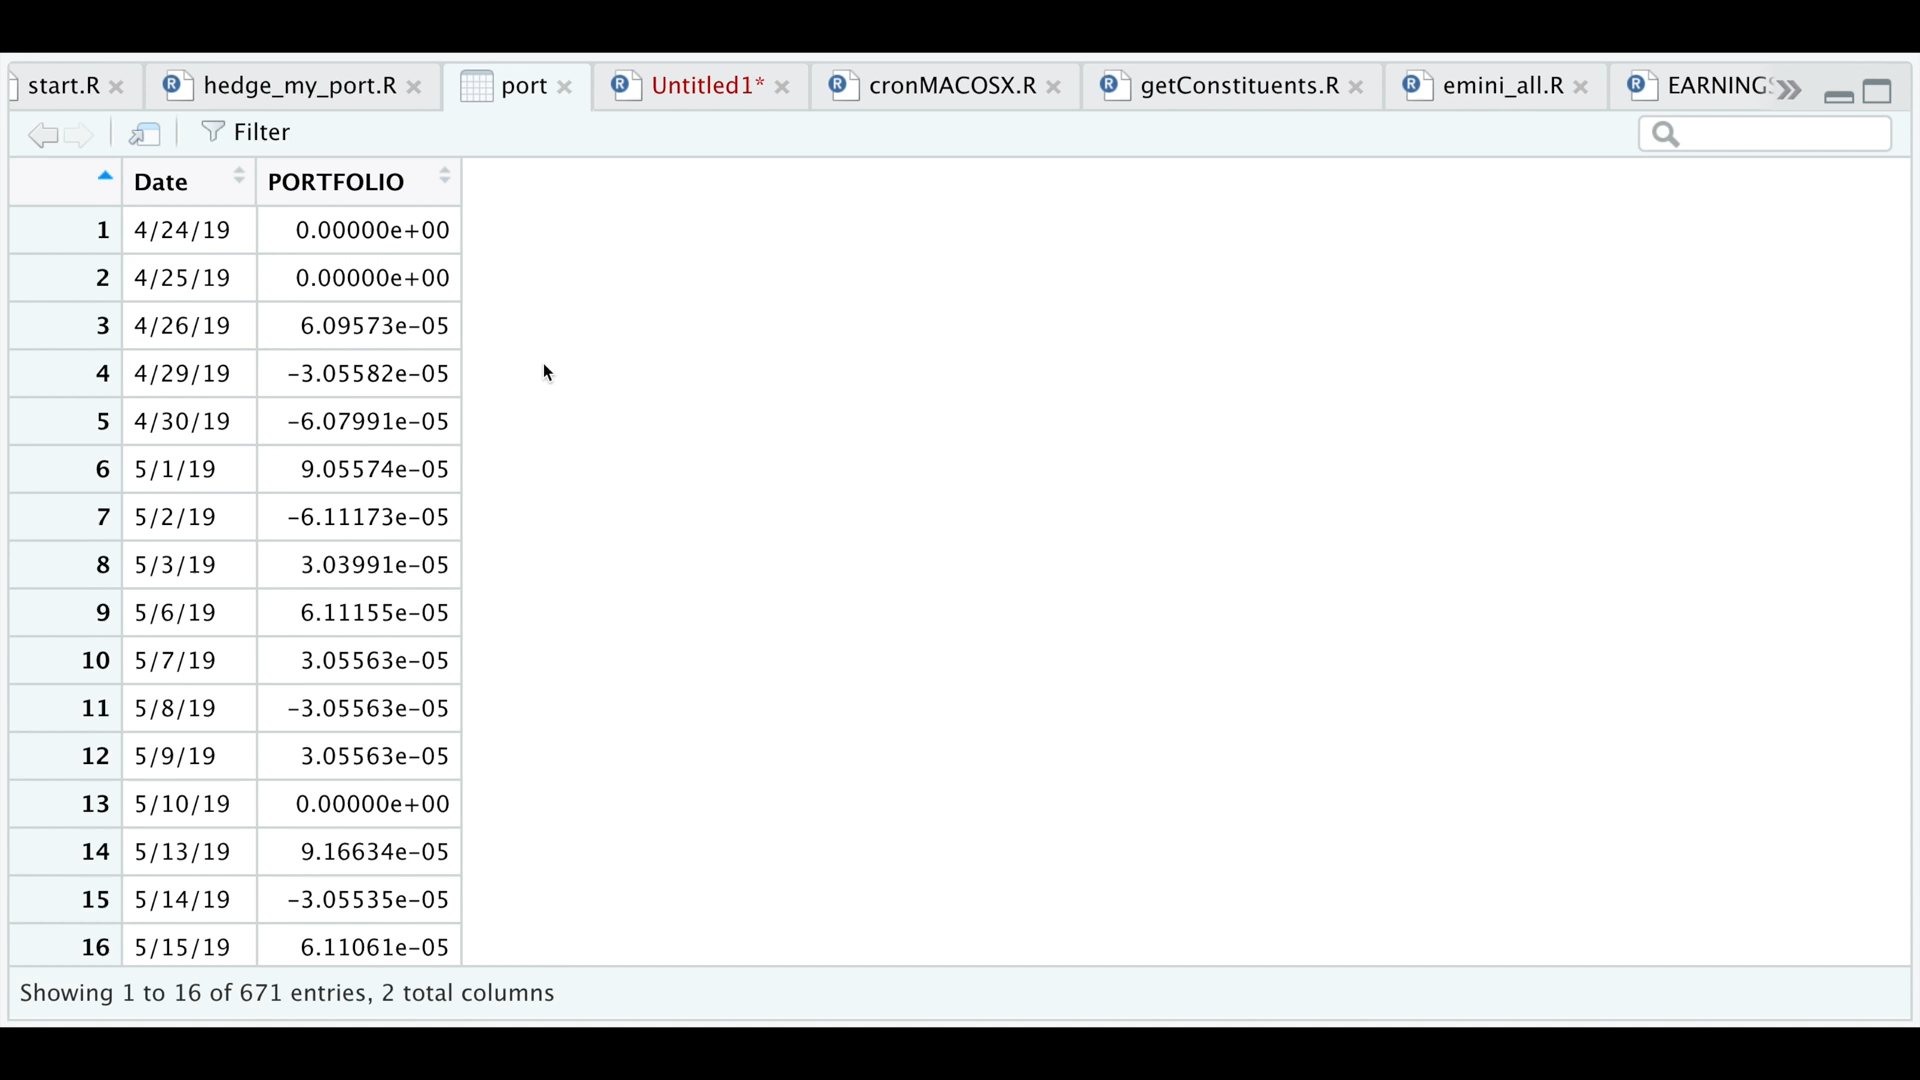 start.R hedge_my_port.R port Untitled1* cronMACOSX.R getConstituents.R emini_all.R EARNING
Filter
Date PORTFOLIO
1 4/24/19 0.00000e+00
2 4/25/19 0.00000e+00
3 4/26/19 6.09573e-05
4 4/29/19 -3.05582e-05
5 4/30/19 -6.07991e-05
6 5/1/19 9.05574e-05
7 5/2/19 -6.11173e-05
8 5/3/19 3.03991e-05
9 5/6/19 6.11155e-05
10 5/7/19 3.05563e-05
11 5/8/19 -3.05563e-05
12 5/9/19 3.05563e-05
13 5/10/19 0.00000e+00
14 5/13/19 9.16634e-05
15 5/14/19 -3.05535e-05
16 5/15/19 6.11061e-05
Showing 1 to 16 of 671 entries, 2 total columns